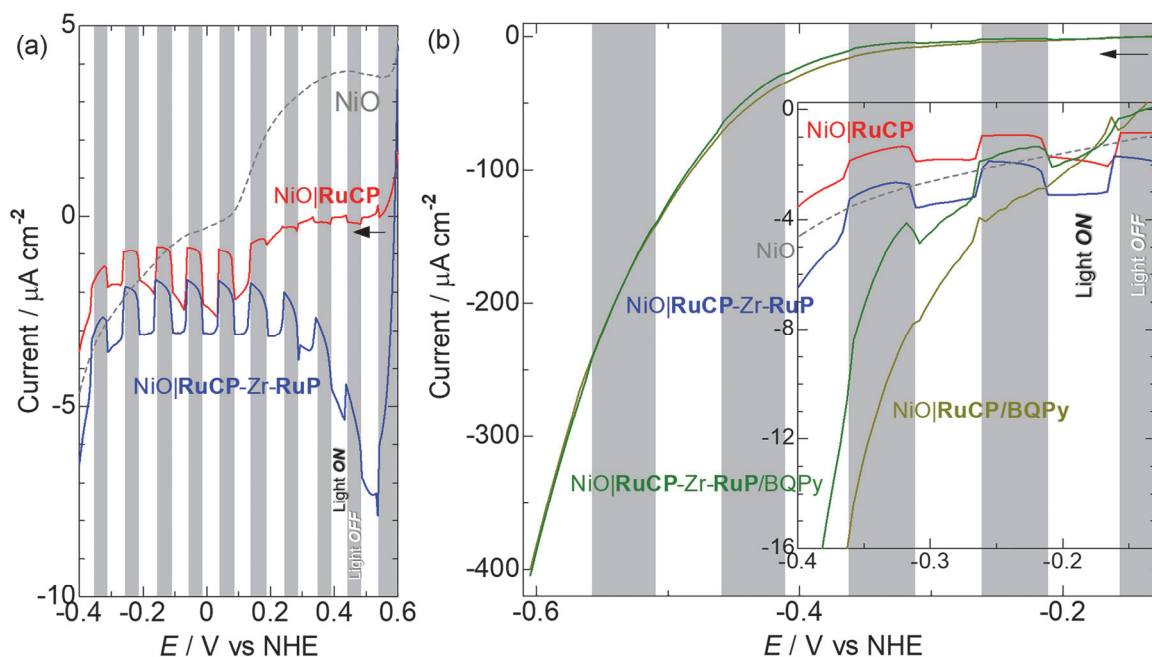 (a)
Current / μA cm⁻²
5
0
-5
-10
NiO
NiO|RuCP
NiO|RuCP-Zr-RuP
Light ON
Light OFF
-0.4 -0.2 0 0.2 0.4 0.6
E / V vs NHE
(b)
Current / μA cm⁻²
0
-100
-200
-300
-400
NiO|RuCP-Zr-RuP
NiO|RuCP-Zr-RuP/BQPy
-0.6 -0.5 -0.4 -0.3 -0.2
E / V vs NHE
0
-4
-8
-12
-16
NiO|RuCP
NiO
NiO|RuCP/BQPy
Light ON
Light OFF
-0.4 -0.3 -0.2